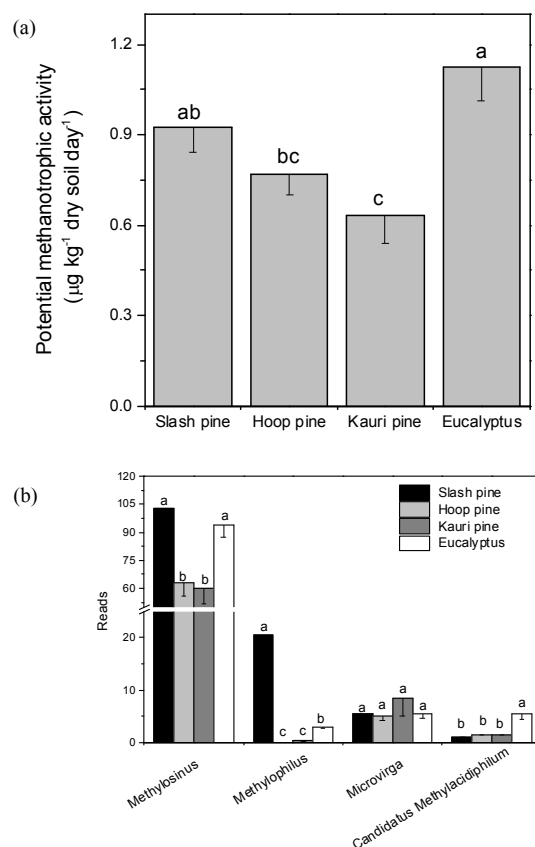 (a)
Potential methanotrophic activity
(µg kg⁻¹ dry soil day⁻¹)
1.2
0.9
0.6
0.3
0.0
ab
bc
c
a
Slash pine
Hoop pine
Kauri pine
Eucalyptus
(b)
Reads
120
105
90
75
60
20
10
0
Slash pine
Hoop pine
Kauri pine
Eucalyptus
a
b
b
a
a
c
c
b
a
a
a
a
b
b
b
a
Methylosinus
Methylophilus
Microvirga
Candidatus Methylacidiphilum